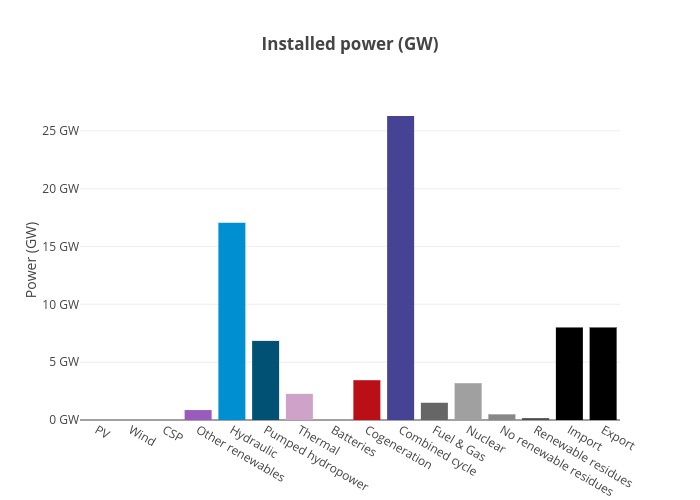 Installed power (GW)
Power (GW)
25 GW
20 GW
15 GW
10 GW
5 GW
0 GW
PV
Wind
CSP
Other renewables
Hydraulic
Pumped hydropower
Thermal
Batteries
Cogeneration
Combined cycle
Fuel & Gas
Nuclear
No renewable residues
Renewable residues
Import
Export